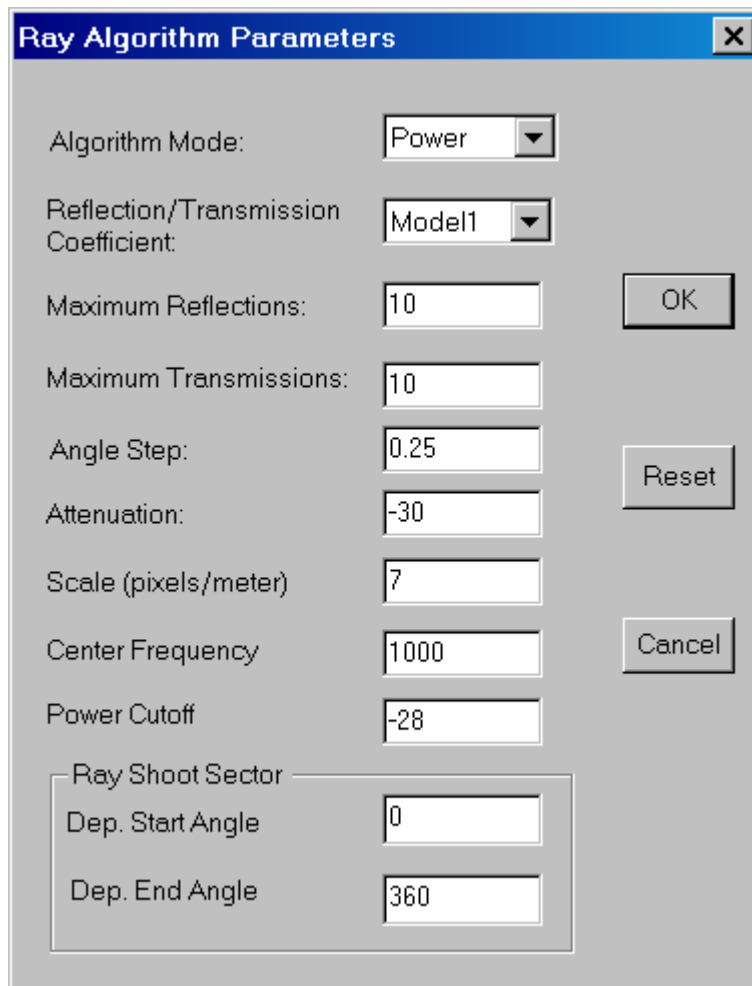 Ray Algorithm Parameters
Algorithm Mode:
Power
Reflection/Transmission
Coefficient:
Model1
Maximum Reflections:
10
OK
Maximum Transmissions:
10
Angle Step:
0.25
Reset
Attenuation:
-30
Scale (pixels/meter)
7
Center Frequency
1000
Cancel
Power Cutoff
-28
Ray Shoot Sector
Dep. Start Angle
0
Dep. End Angle
360